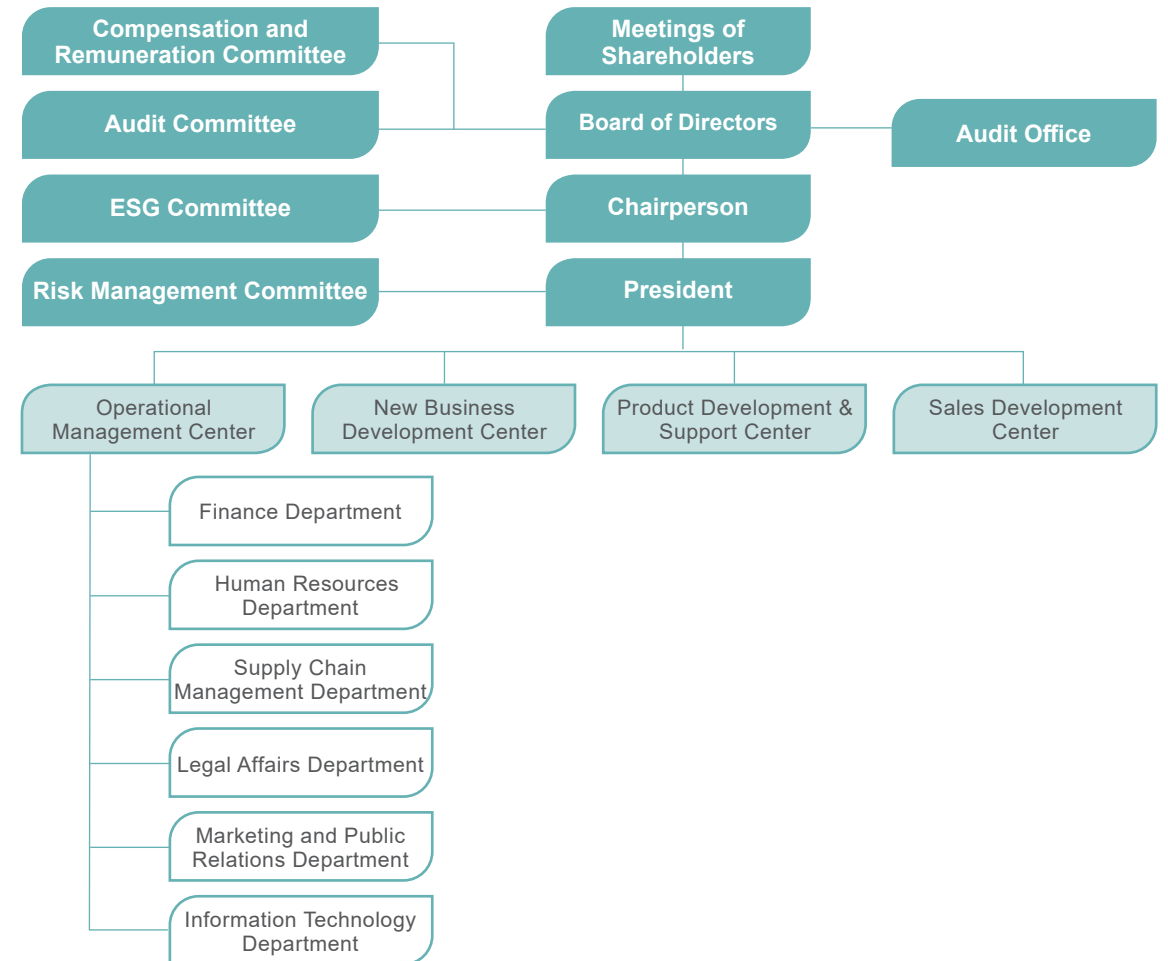 Compensation and
Remuneration Committee
Meetings of
Shareholders
Audit Committee
Board of Directors
Audit Office
ESG Committee
Chairperson
Risk Management Committee
President
Operational
Management Center
New Business
Development Center
Product Development &
Support Center
Sales Development
Center
Finance Department
Human Resources
Department
Supply Chain
Management Department
Legal Affairs Department
Marketing and Public
Relations Department
Information Technology
Department